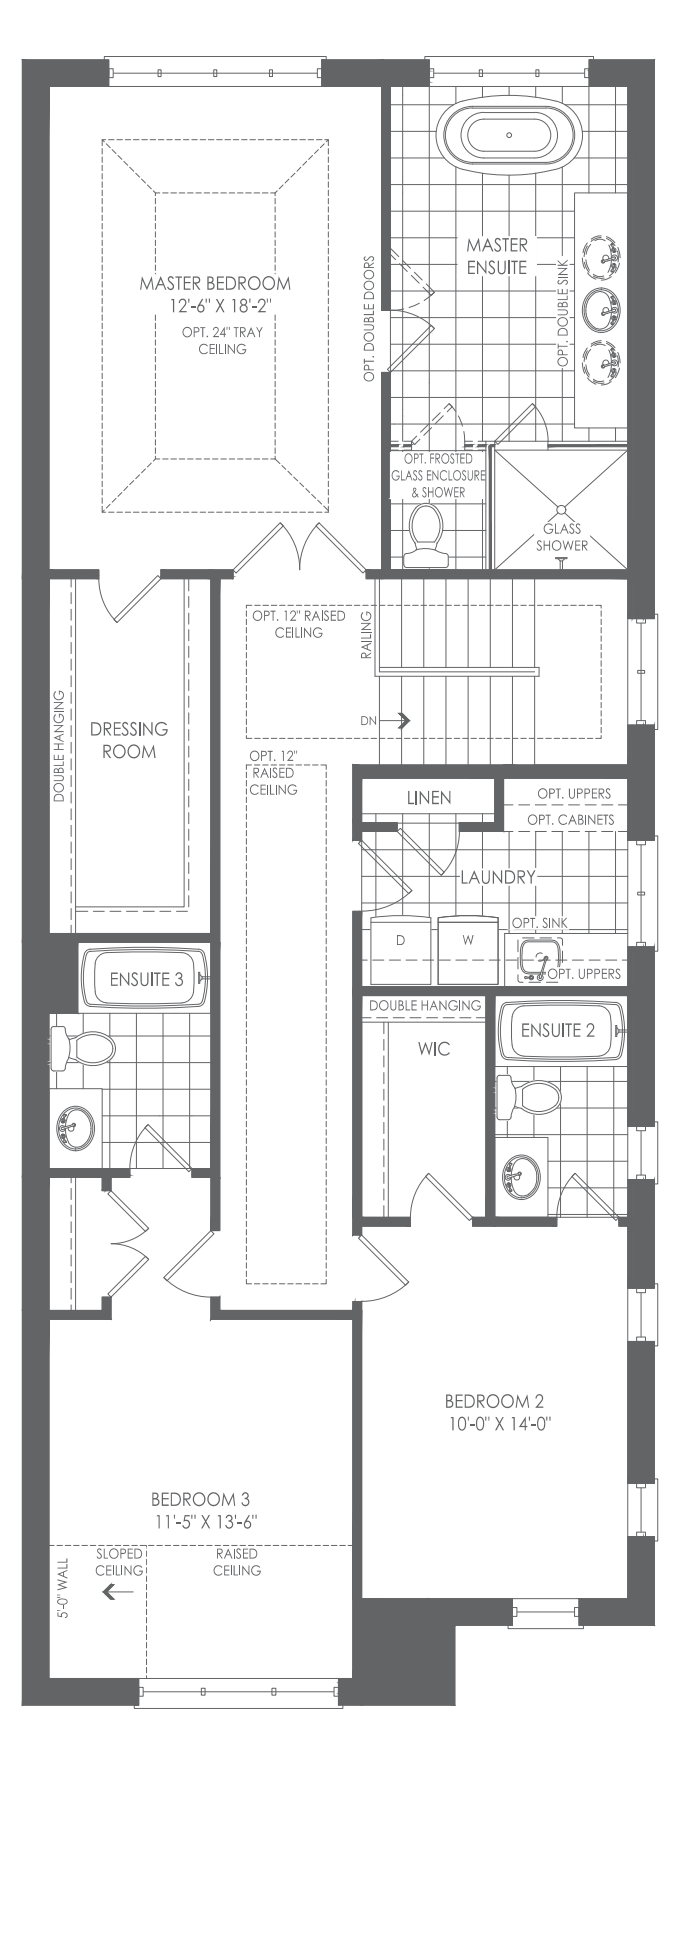 MASTER BEDROOM
12'-6" X 18'-2"
OPT. 24" TRAY
CEILING
OPT. DOUBLE DOORS
MASTER
ENSUITE
OPT. DOUBLE SINK
OPT. FROSTED
GLASS ENCLOSURE
& SHOWER
GLASS
SHOWER
OPT. 12" RAISED
CEILING
RAILING
DN
DOUBLE HANGING
DRESSING
ROOM
OPT. 12"
RAISED
CEILING
LINEN
OPT. UPPERS
OPT. CABINETS
LAUNDRY
OPT. SINK
D
W
OPT. UPPERS
ENSUITE 3
DOUBLE HANGING
WIC
ENSUITE 2
BEDROOM 2
10'-0" X 14'-0"
BEDROOM 3
11'-5" X 13'-6"
SLOPED
CEILING
RAISED
CEILING
5'-0" WALL